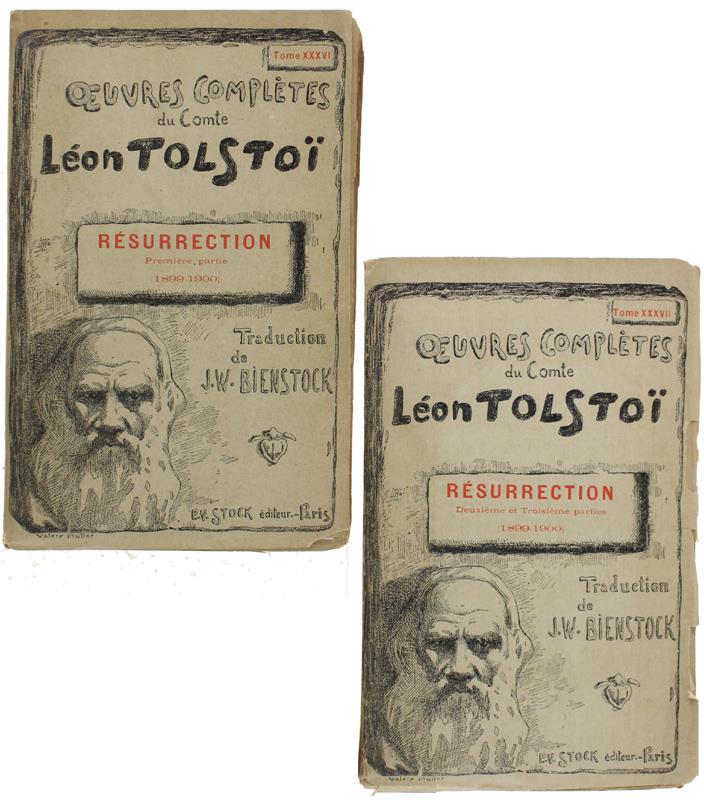 Tome XXXVI
ŒUVRES COMPLÈTES
du Comte
Léon TOLSTOÏ
RÉSURRECTION
Première, partie
(1899-1900)
Traduction
de
J.W. BIENSTOCK
P.V. STOCK éditeur.-Paris
Valery Muller
Tome XXXVII
ŒUVRES COMPLÈTES
du Comte
Léon TOLSTOÏ
RÉSURRECTION
Deuxième et Troisième parties
(1899-1900)
Traduction
de
J.W. BIENSTOCK
P.V. STOCK éditeur.-Paris
Valery Muller